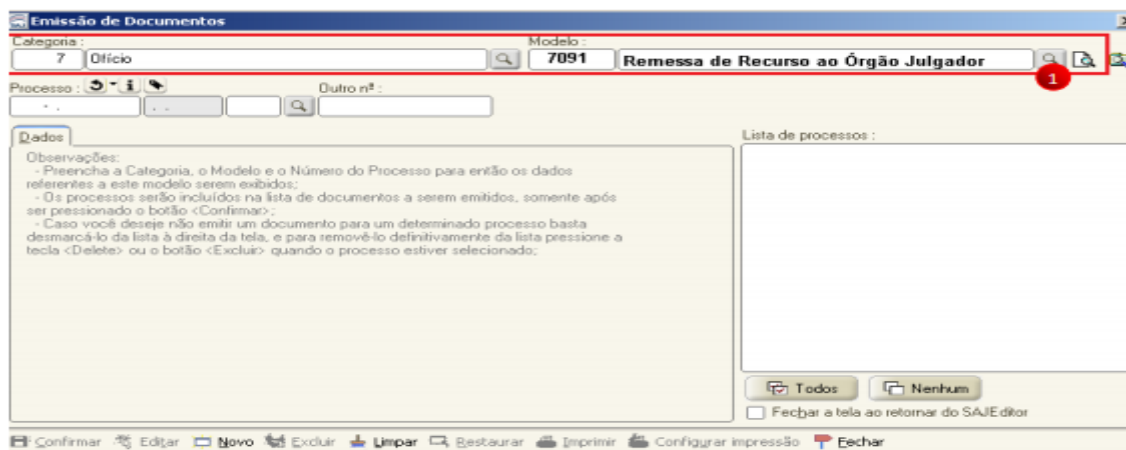 Emissão de Documentos
Categoria :
Modelo :
7 Ofício
7091 Remessa de Recurso ao Órgão Julgador
1
Processo :
Outro nº :
- .
. .
Dados
Lista de processos :
Observações:
- Preencha a Categoria, o Modelo e o Número do Processo para então os dados
referentes a este modelo serem exibidos;
- Os processos serão incluídos na lista de documentos a serem emitidos, somente após
ser pressionado o botão <Confirmar>;
- Caso você deseje não emitir um documento para um determinado processo basta
desmarcá-lo da lista à direita da tela, e para removê-lo definitivamente da lista pressione a
tecla <Delete> ou o botão <Excluir> quando o processo estiver selecionado;
Todos Nenhum
Fechar a tela ao retornar do SAJEditor
Confirmar Editar Novo Excluir Limpar Restaurar Imprimir Configurar impressão Fechar